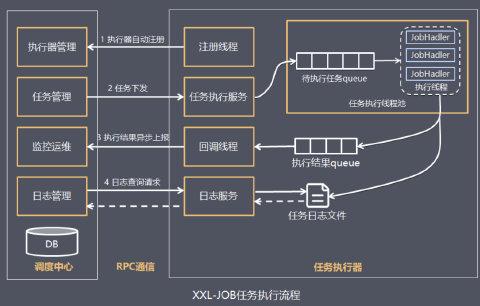 执行器管理
1 执行器自动注册
注册线程
JobHadler
JobHadler
JobHadler
执行线程
待执行任务queue
任务执行线程池
任务管理
2 任务下发
任务执行服务
监控运维
3 执行结果异步上报
回调线程
执行结果queue
日志管理
4 日志查询请求
日志服务
任务日志文件
DB
调度中心
RPC通信
任务执行器
XXL-JOB任务执行流程